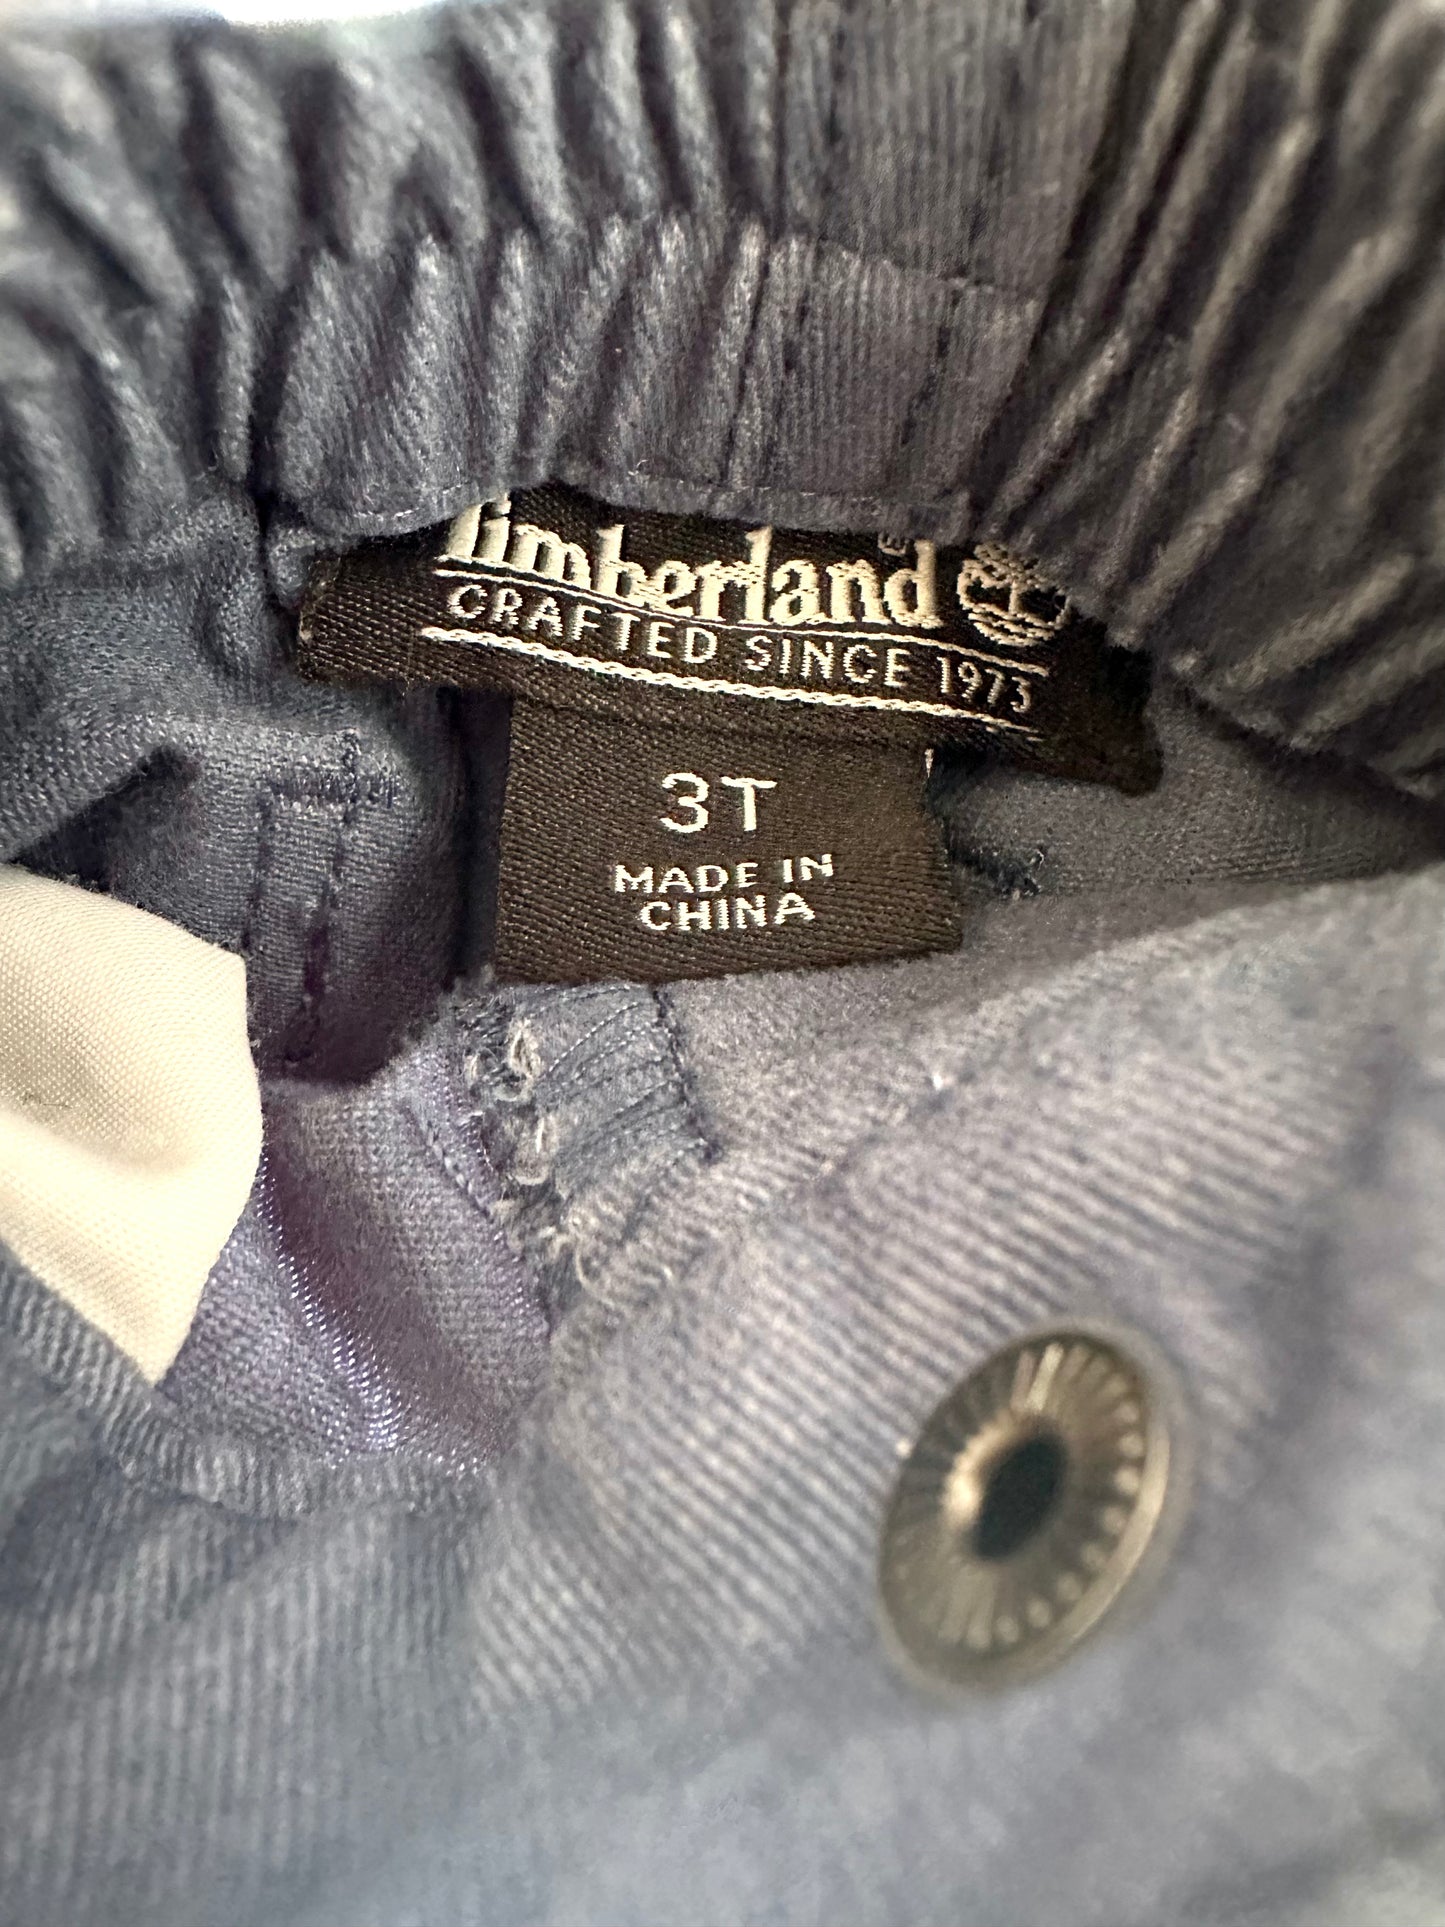 Timberland
CRAFTED SINCE 1973
3T
MADE IN
CHINA